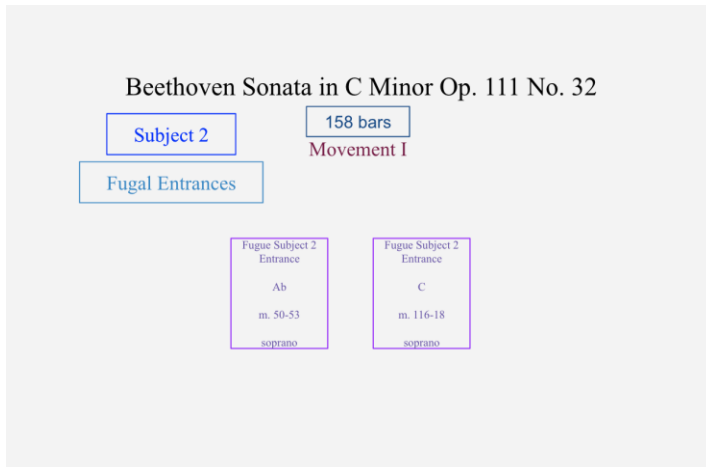 Beethoven Sonata in C Minor Op. 111 No. 32
Subject 2
158 bars
Movement I
Fugal Entrances
Fugue Subject 2
Entrance
Ab
m. 50-53
soprano
Fugue Subject 2
Entrance
C
m. 116-18
soprano